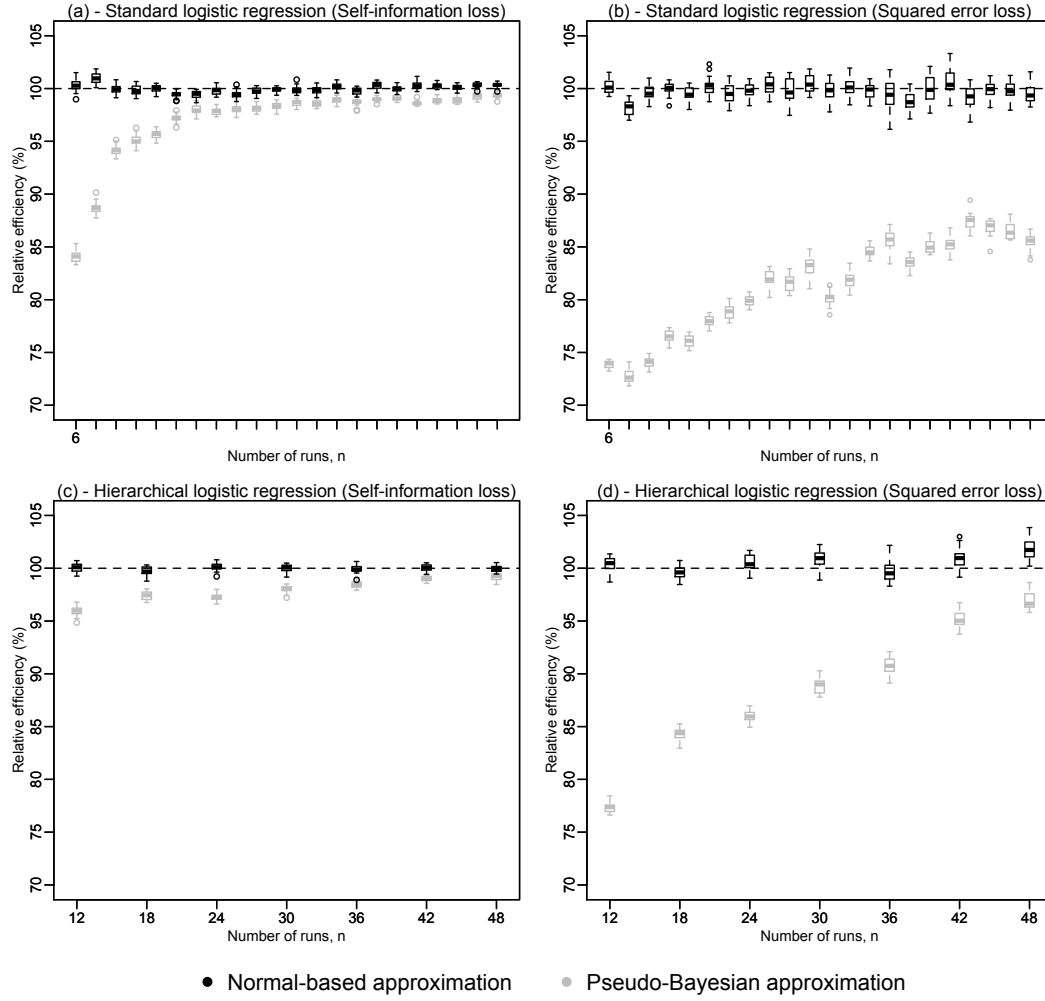 (a) - Standard logistic regression (Self-information loss)
Relative efficiency (%)
105
100
95
90
85
80
75
70
6
Number of runs, n
(b) - Standard logistic regression (Squared error loss)
Relative efficiency (%)
105
100
95
90
85
80
75
70
6
Number of runs, n
(c) - Hierarchical logistic regression (Self-information loss)
Relative efficiency (%)
105
100
95
90
85
80
75
70
12 18 24 30 36 42 48
Number of runs, n
(d) - Hierarchical logistic regression (Squared error loss)
Relative efficiency (%)
105
100
95
90
85
80
75
70
12 18 24 30 36 42 48
Number of runs, n
Normal-based approximation
Pseudo-Bayesian approximation